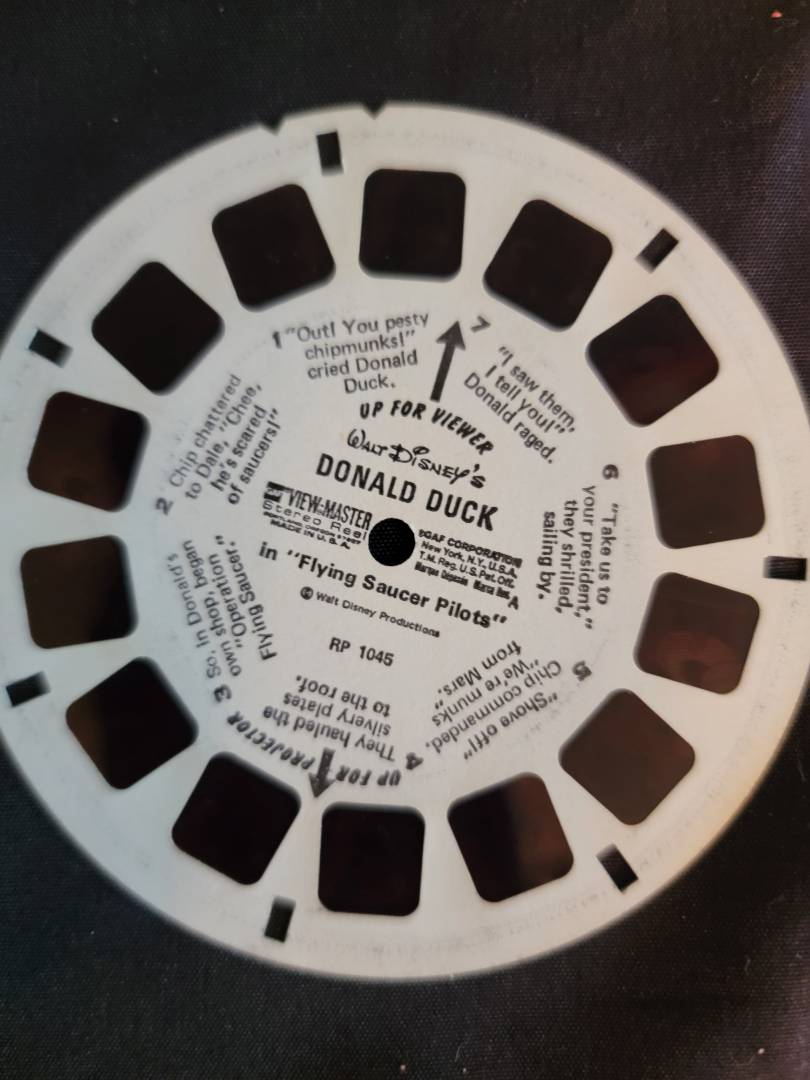 1 "Out! You pesty
chipmunks!"
cried Donald
Duck.
UP FOR VIEWER
WALT DISNEY'S
DONALD DUCK
VIEW-MASTER
Stereo Reel
MADE IN U.S.A.
GAF CORPORATION
New York, N.Y., U.S.A.
T.M. Reg. U.S. Pat. Off.
A
in "Flying Saucer Pilots"
© Walt Disney Productions
RP 1045
2 Chip chattered
to Dale, "Chee,
he's scared
of saucers!"
3 So, in Donald's
own shop, began
"Operation
Flying Saucer."
4 They hauled the
silvery plates
to the roof.
UP FOR PROJECTOR
5 "Shove off!"
Chip commanded.
"We're munks
from Mars."
6 "Take us to
your president,"
they shrilled,
sailing by.
7 "I saw them,
I tell you!"
Donald raged.